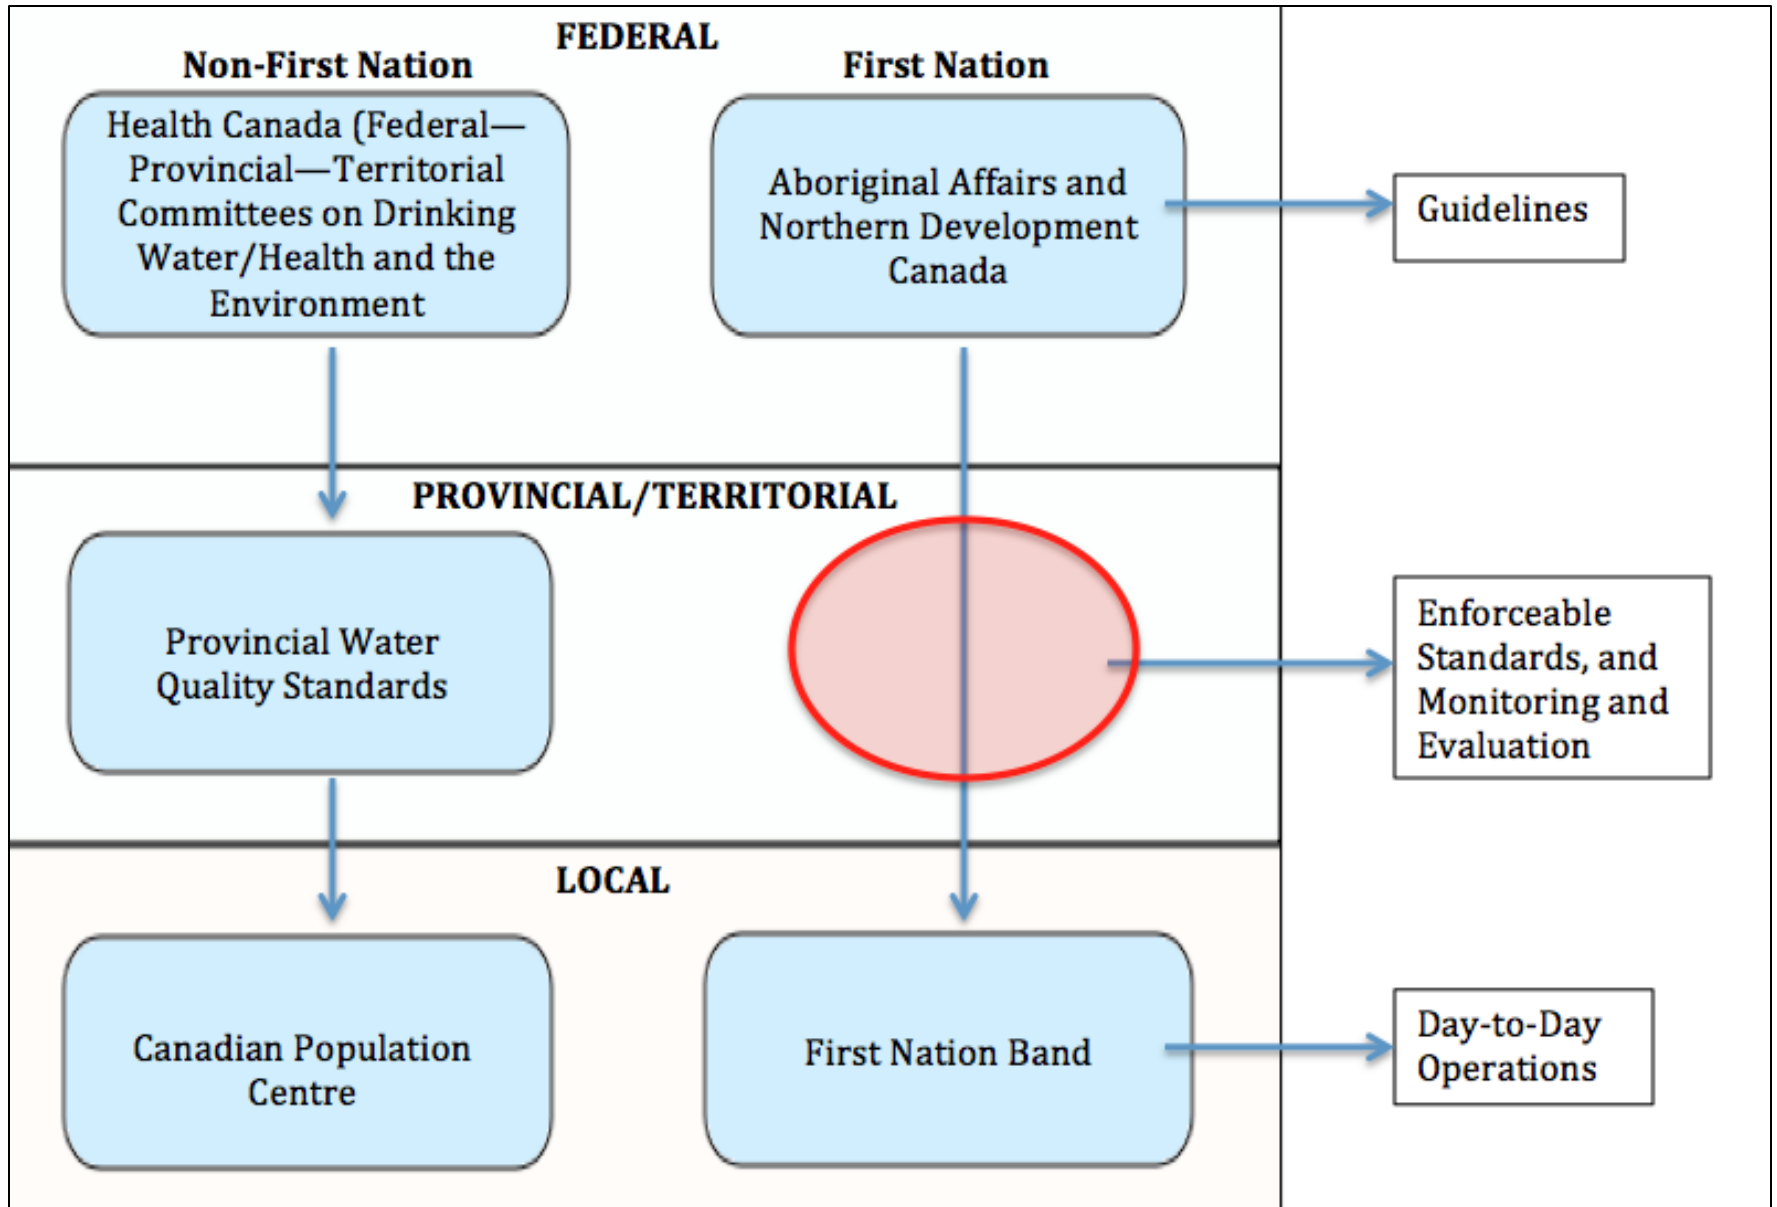 FEDERAL
Non-First Nation
First Nation
Health Canada (Federal—
Provincial—Territorial
Committees on Drinking
Water/Health and the
Environment
Aboriginal Affairs and
Northern Development
Canada
Guidelines
PROVINCIAL/TERRITORIAL
Provincial Water
Quality Standards
Enforceable
Standards, and
Monitoring and
Evaluation
LOCAL
Canadian Population
Centre
First Nation Band
Day-to-Day
Operations